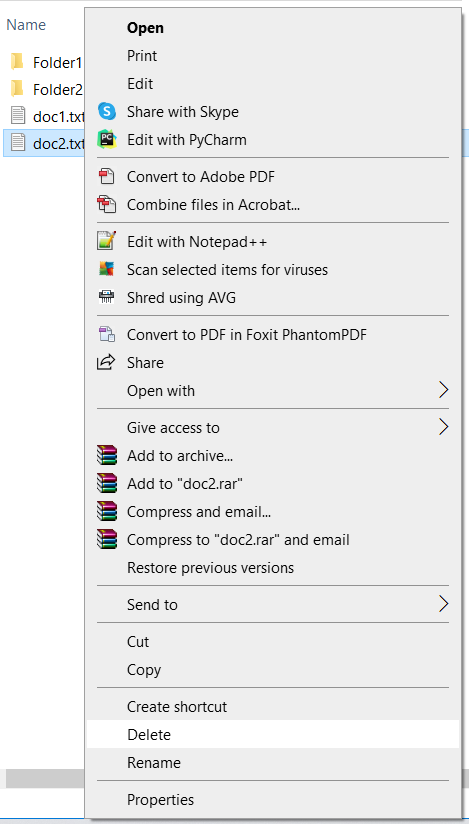 Name
Folder1
Folder2
doc1.txt
doc2.txt
Open
Print
Edit
Share with Skype
Edit with PyCharm
Convert to Adobe PDF
Combine files in Acrobat...
Edit with Notepad++
Scan selected items for viruses
Shred using AVG
Convert to PDF in Foxit PhantomPDF
Share
Open with
Give access to
Add to archive...
Add to "doc2.rar"
Compress and email...
Compress to "doc2.rar" and email
Restore previous versions
Send to
Cut
Copy
Create shortcut
Delete
Rename
Properties